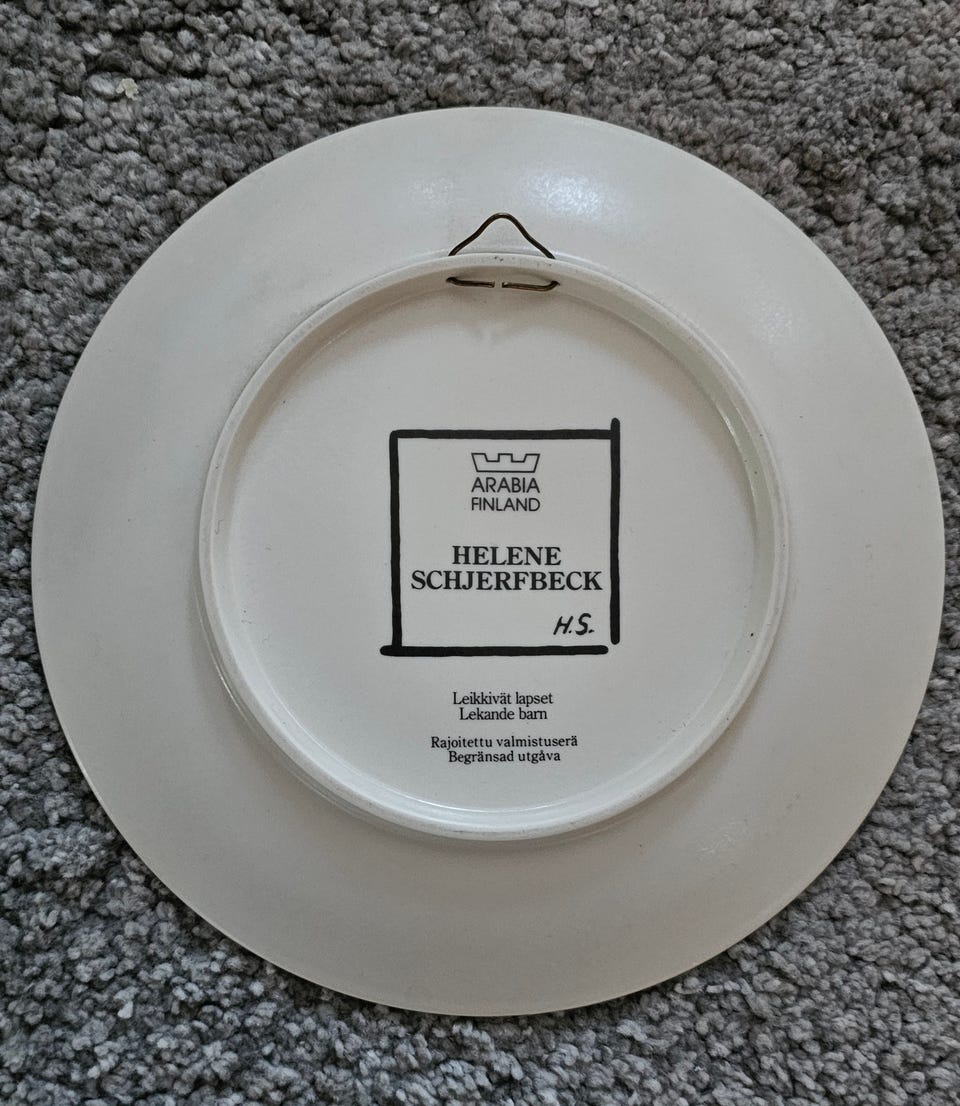 ARABIA
FINLAND
HELENE
SCHJERFBECK
H.S.
Leikkivät lapset
Lekande barn
Rajoitettu valmistuserä
Begränsad utgåva